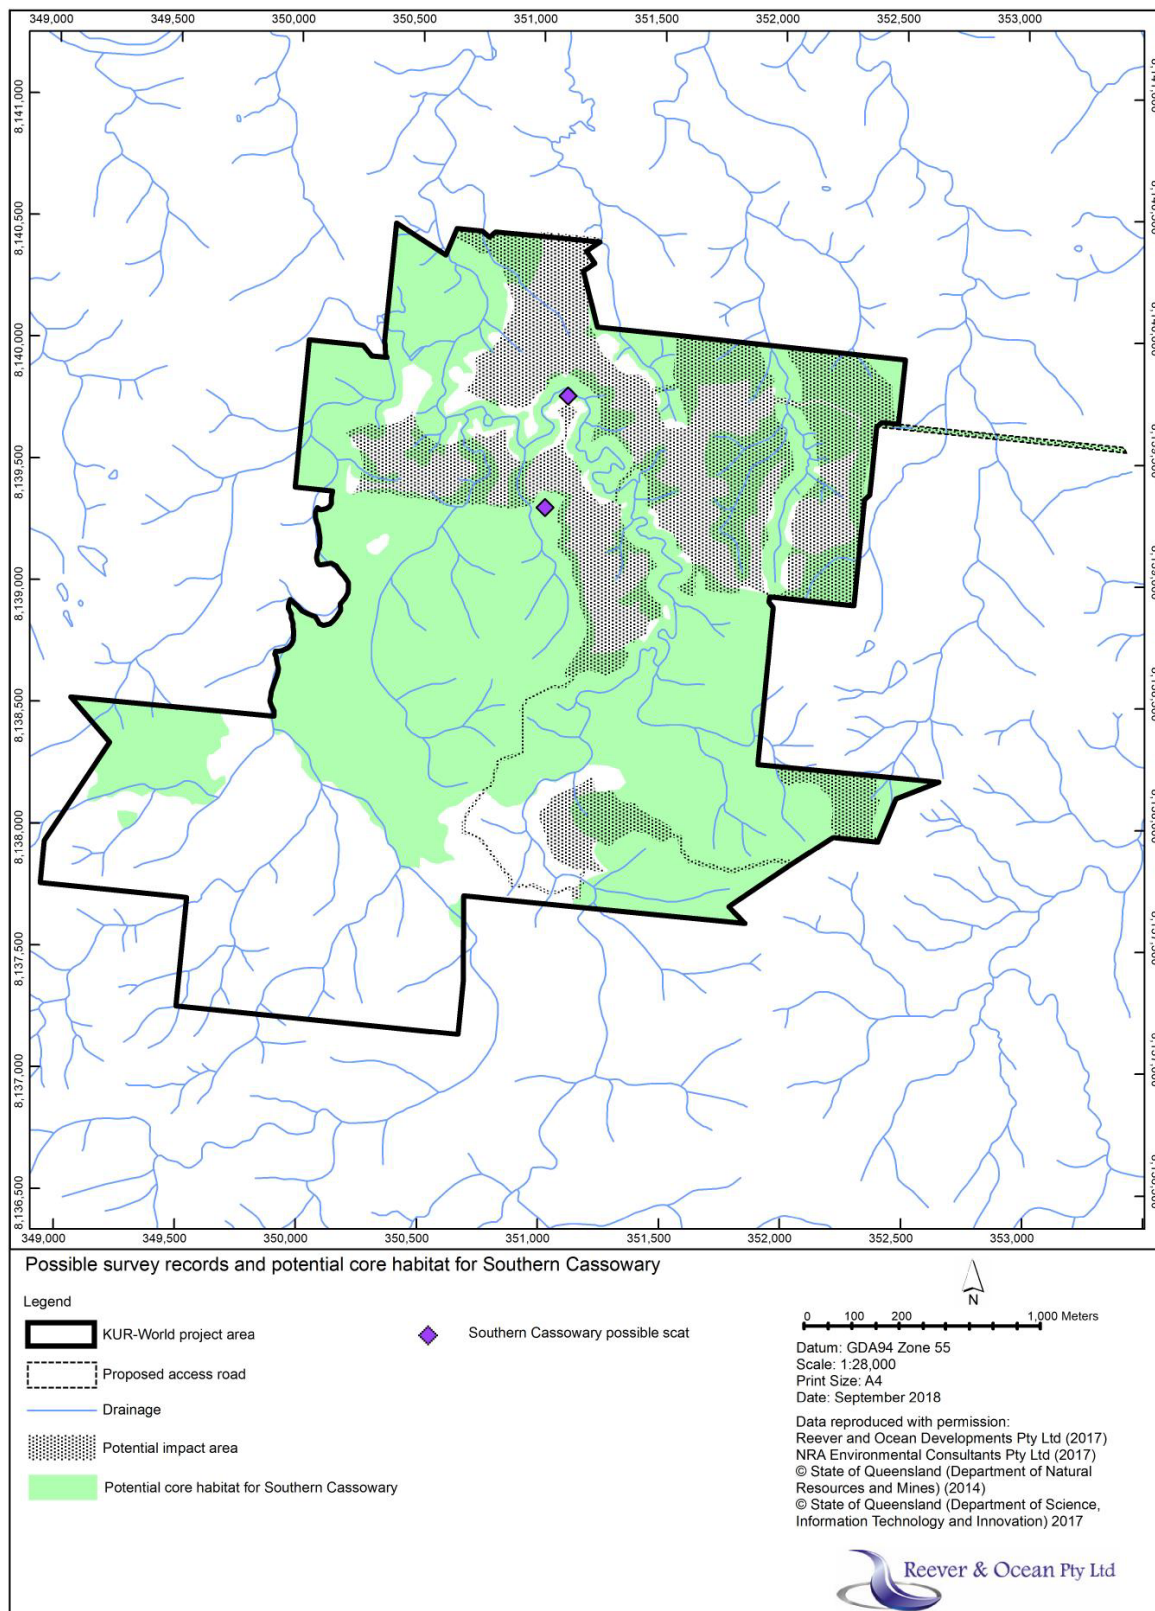 349,000 349,500 350,000 350,500 351,000 351,500 352,000 352,500 353,000
8,141,000
8,140,500
8,140,000
8,139,500
8,139,000
8,138,500
8,138,000
8,137,500
8,137,000
8,136,500
349,000 349,500 350,000 350,500 351,000 351,500 352,000 352,500 353,000
Possible survey records and potential core habitat for Southern Cassowary
Legend
KUR-World project area
Proposed access road
Drainage
Potential impact area
Potential core habitat for Southern Cassowary
Southern Cassowary possible scat
N
0 100 200 1,000 Meters
Datum: GDA94 Zone 55
Scale: 1:28,000
Print Size: A4
Date: September 2018
Data reproduced with permission:
Reever and Ocean Developments Pty Ltd (2017)
NRA Environmental Consultants Pty Ltd (2017)
© State of Queensland (Department of Natural
Resources and Mines) (2014)
© State of Queensland (Department of Science,
Information Technology and Innovation) 2017
Reever & Ocean Pty Ltd